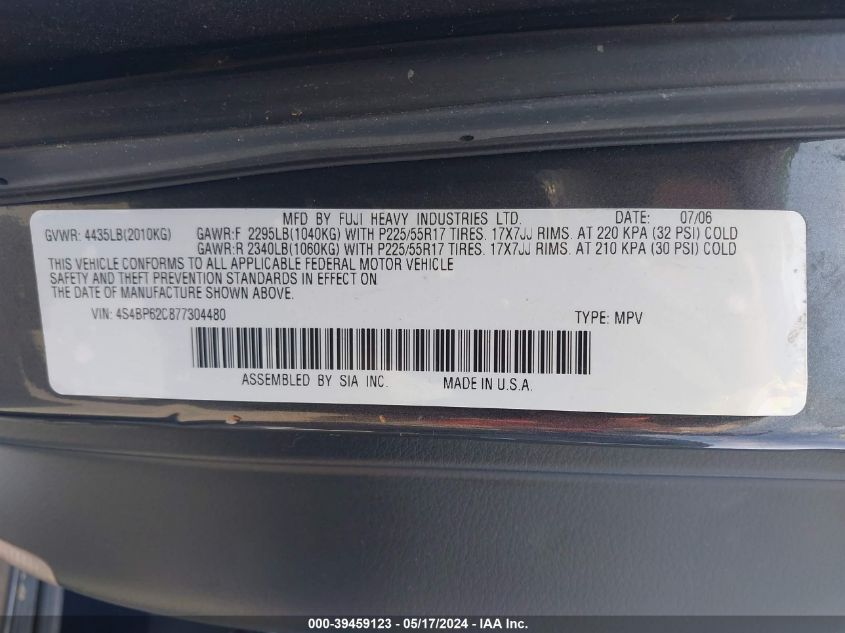 MFD BY FUJI HEAVY INDUSTRIES LTD. DATE: 07/06
GVWR: 4435LB(2010KG) GAWR:F 2295LB(1040KG) WITH P225/55R17 TIRES. 17X7JJ RIMS. AT 220 KPA (32 PSI) COLD
GAWR:R 2340LB(1060KG) WITH P225/55R17 TIRES. 17X7JJ RIMS. AT 210 KPA (30 PSI) COLD
THIS VEHICLE CONFORMS TO ALL APPLICABLE FEDERAL MOTOR VEHICLE
SAFETY AND THEFT PREVENTION STANDARDS IN EFFECT ON
THE DATE OF MANUFACTURE SHOWN ABOVE.
VIN: 4S4BP62C877304480 TYPE: MPV
ASSEMBLED BY SIA INC. MADE IN U.S.A.
000-39459123 - 05/17/2024 - IAA Inc.